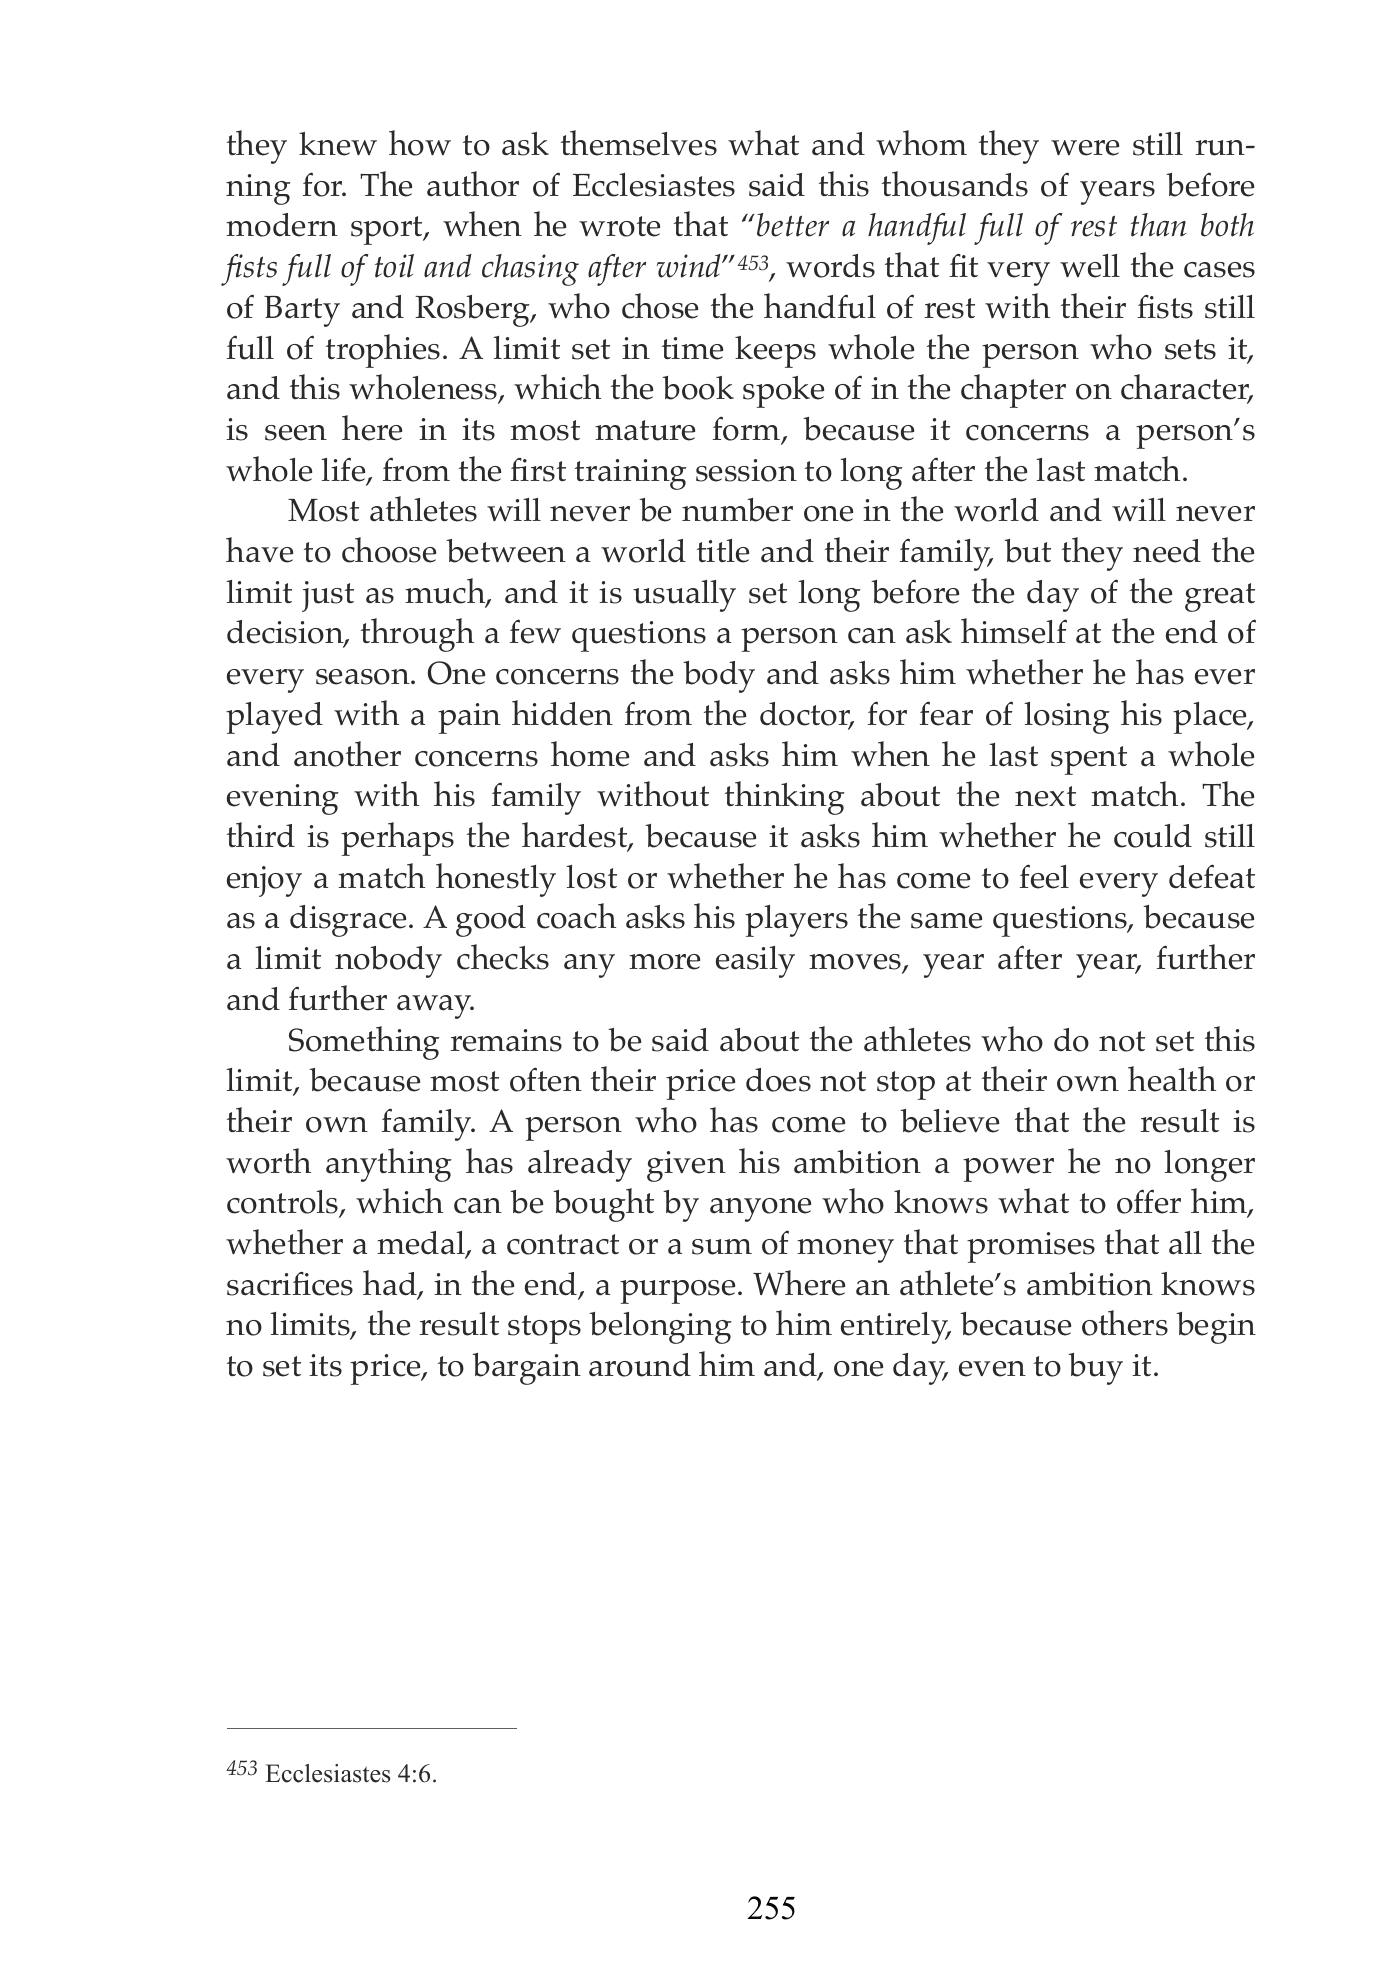 they knew how to ask themselves what and whom they were still run-
ning for. The author of Ecclesiastes said this thousands of years before
modern sport, when he wrote that “better a handful full of rest than both
fists full of toil and chasing after wind”453, words that fit very well the cases
of Barty and Rosberg, who chose the handful of rest with their fists still
full of trophies. A limit set in time keeps whole the person who sets it,
and this wholeness, which the book spoke of in the chapter on character,
is seen here in its most mature form, because it concerns a person’s
whole life, from the first training session to long after the last match.
Most athletes will never be number one in the world and will never
have to choose between a world title and their family, but they need the
limit just as much, and it is usually set long before the day of the great
decision, through a few questions a person can ask himself at the end of
every season. One concerns the body and asks him whether he has ever
played with a pain hidden from the doctor, for fear of losing his place,
and another concerns home and asks him when he last spent a whole
evening with his family without thinking about the next match. The
third is perhaps the hardest, because it asks him whether he could still
enjoy a match honestly lost or whether he has come to feel every defeat
as a disgrace. A good coach asks his players the same questions, because
a limit nobody checks any more easily moves, year after year, further
and further away.
Something remains to be said about the athletes who do not set this
limit, because most often their price does not stop at their own health or
their own family. A person who has come to believe that the result is
worth anything has already given his ambition a power he no longer
controls, which can be bought by anyone who knows what to offer him,
whether a medal, a contract or a sum of money that promises that all the
sacrifices had, in the end, a purpose. Where an athlete’s ambition knows
no limits, the result stops belonging to him entirely, because others begin
to set its price, to bargain around him and, one day, even to buy it.
453 Ecclesiastes 4:6.
255